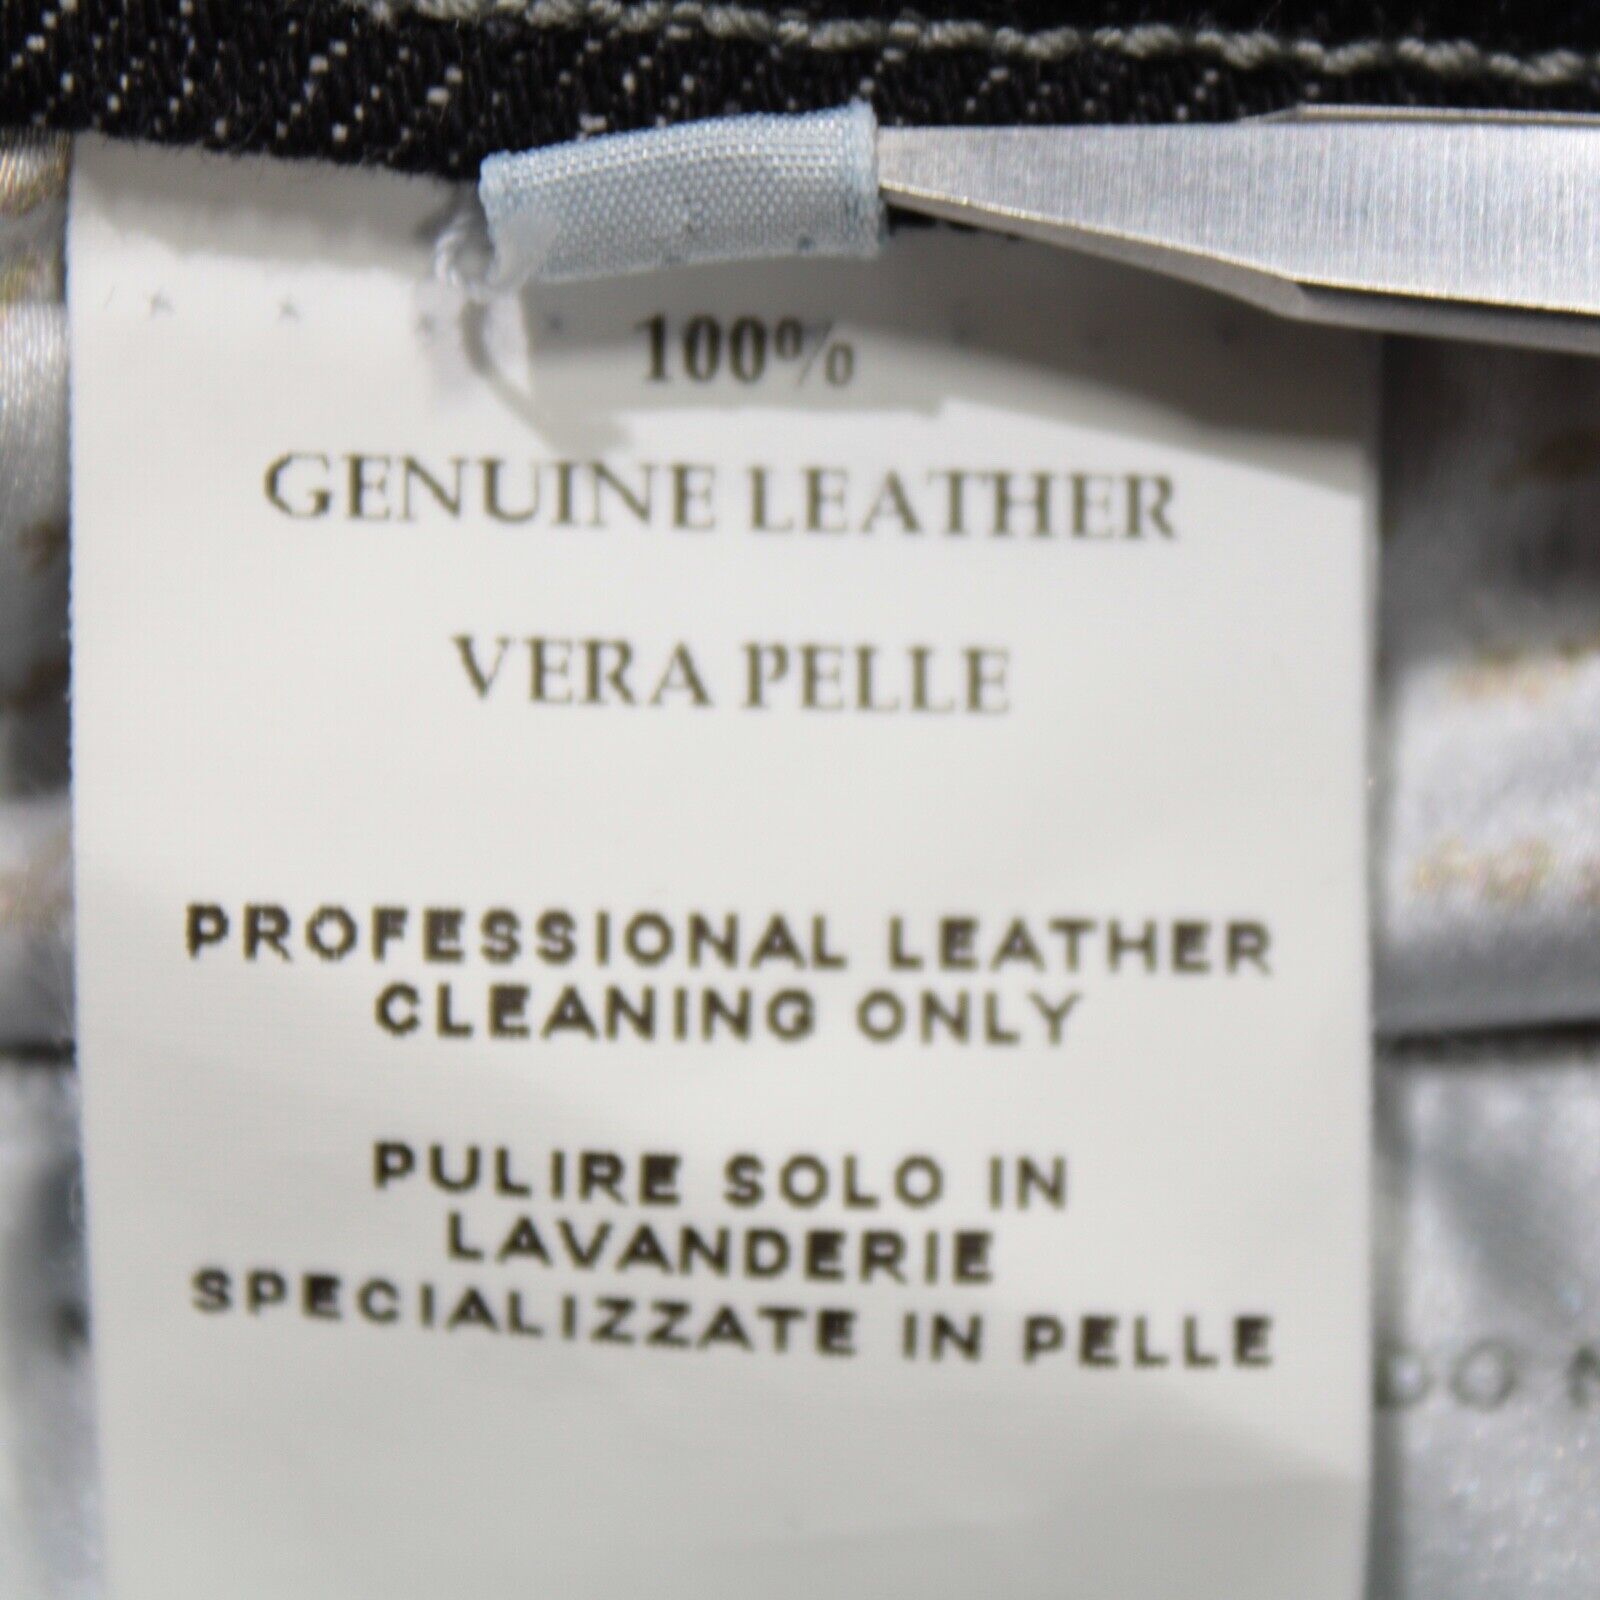 100%
GENUINE LEATHER
VERA PELLE
PROFESSIONAL LEATHER
CLEANING ONLY
PULIRE SOLO IN
LAVANDERIE
SPECIALIZZATE IN PELLE